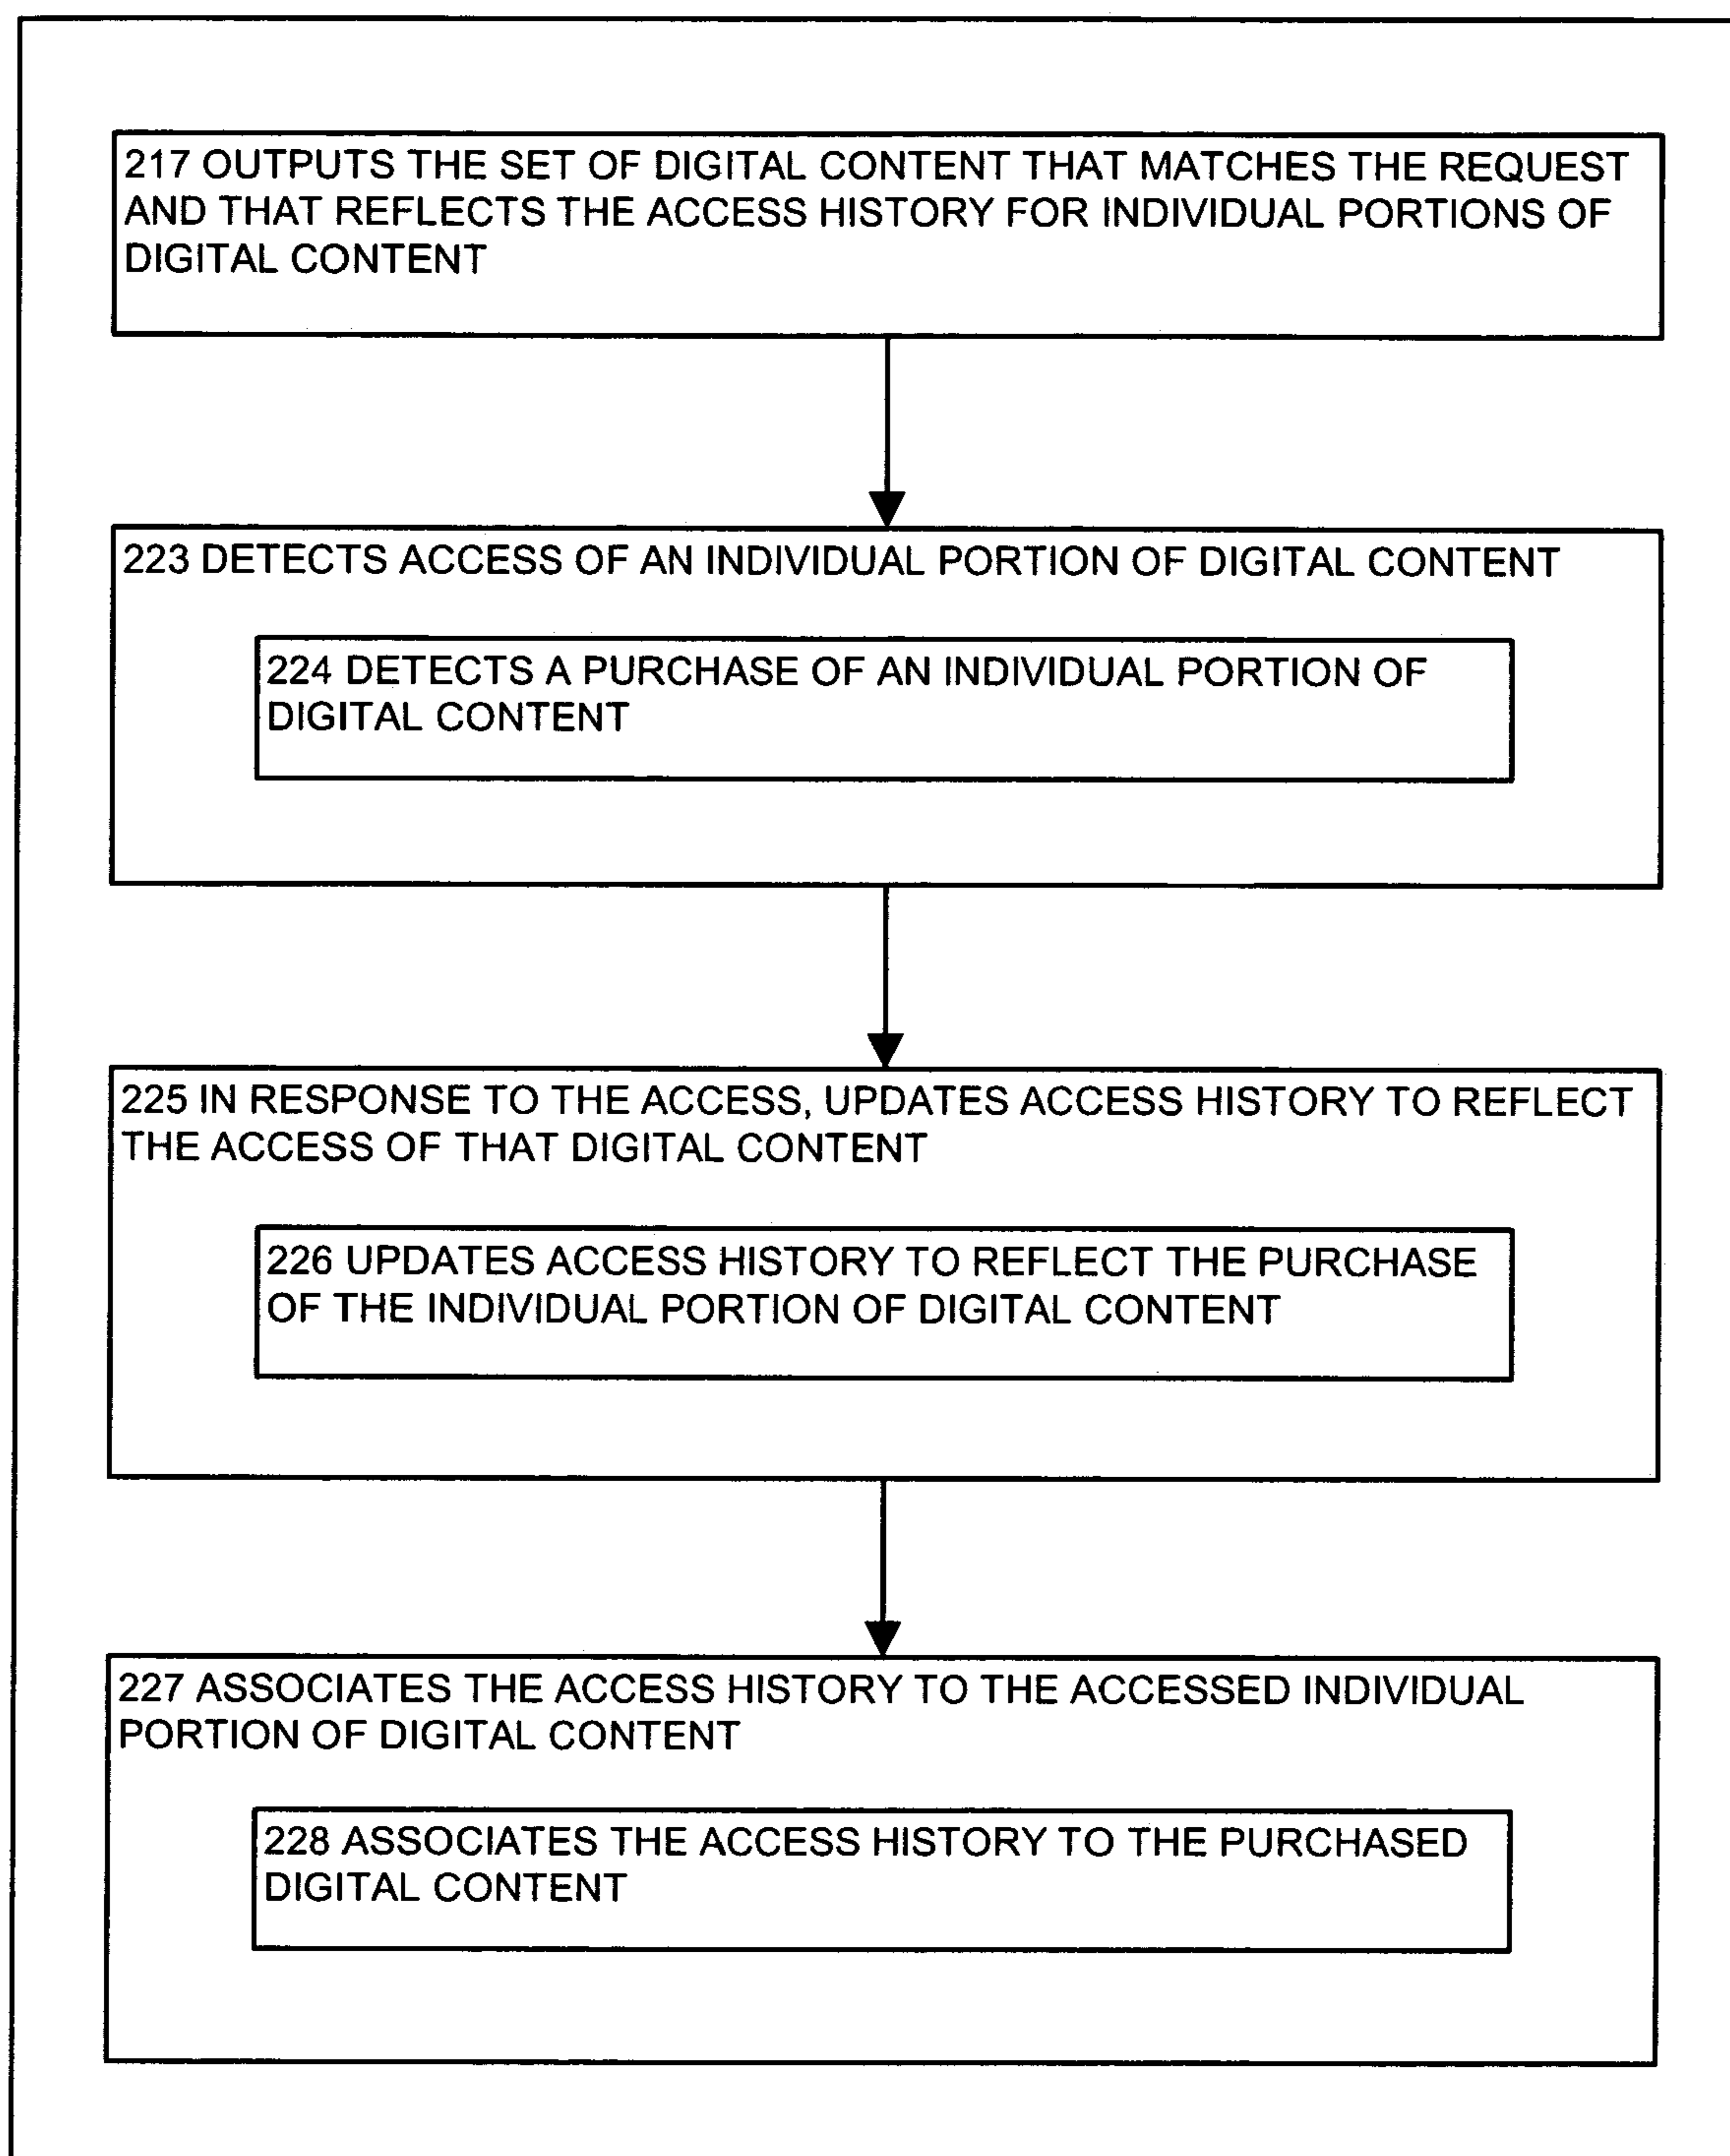 217 OUTPUTS THE SET OF DIGITAL CONTENT THAT MATCHES THE REQUEST
AND THAT REFLECTS THE ACCESS HISTORY FOR INDIVIDUAL PORTIONS OF
DIGITAL CONTENT
223 DETECTS ACCESS OF AN INDIVIDUAL PORTION OF DIGITAL CONTENT
224 DETECTS A PURCHASE OF AN INDIVIDUAL PORTION OF
DIGITAL CONTENT
225 IN RESPONSE TO THE ACCESS, UPDATES ACCESS HISTORY TO REFLECT
THE ACCESS OF THAT DIGITAL CONTENT
226 UPDATES ACCESS HISTORY TO REFLECT THE PURCHASE
OF THE INDIVIDUAL PORTION OF DIGITAL CONTENT
227 ASSOCIATES THE ACCESS HISTORY TO THE ACCESSED INDIVIDUAL
PORTION OF DIGITAL CONTENT
228 ASSOCIATES THE ACCESS HISTORY TO THE PURCHASED
DIGITAL CONTENT